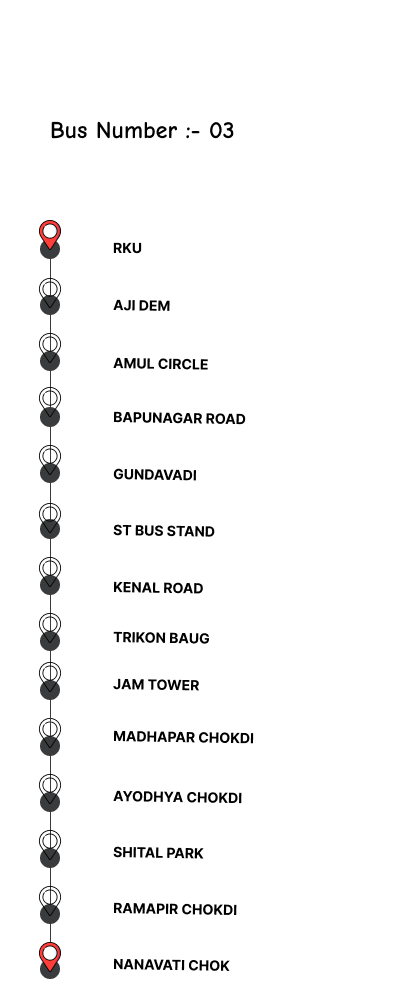 Bus Number :- 03
RKU
AJI DEM
AMUL CIRCLE
BAPUNAGAR ROAD
GUNDAVADI
ST BUS STAND
KENAL ROAD
TRIKON BAUG
JAM TOWER
MADHAPAR CHOKDI
AYODHYA CHOKDI
SHITAL PARK
RAMAPIR CHOKDI
NANAVATI CHOK